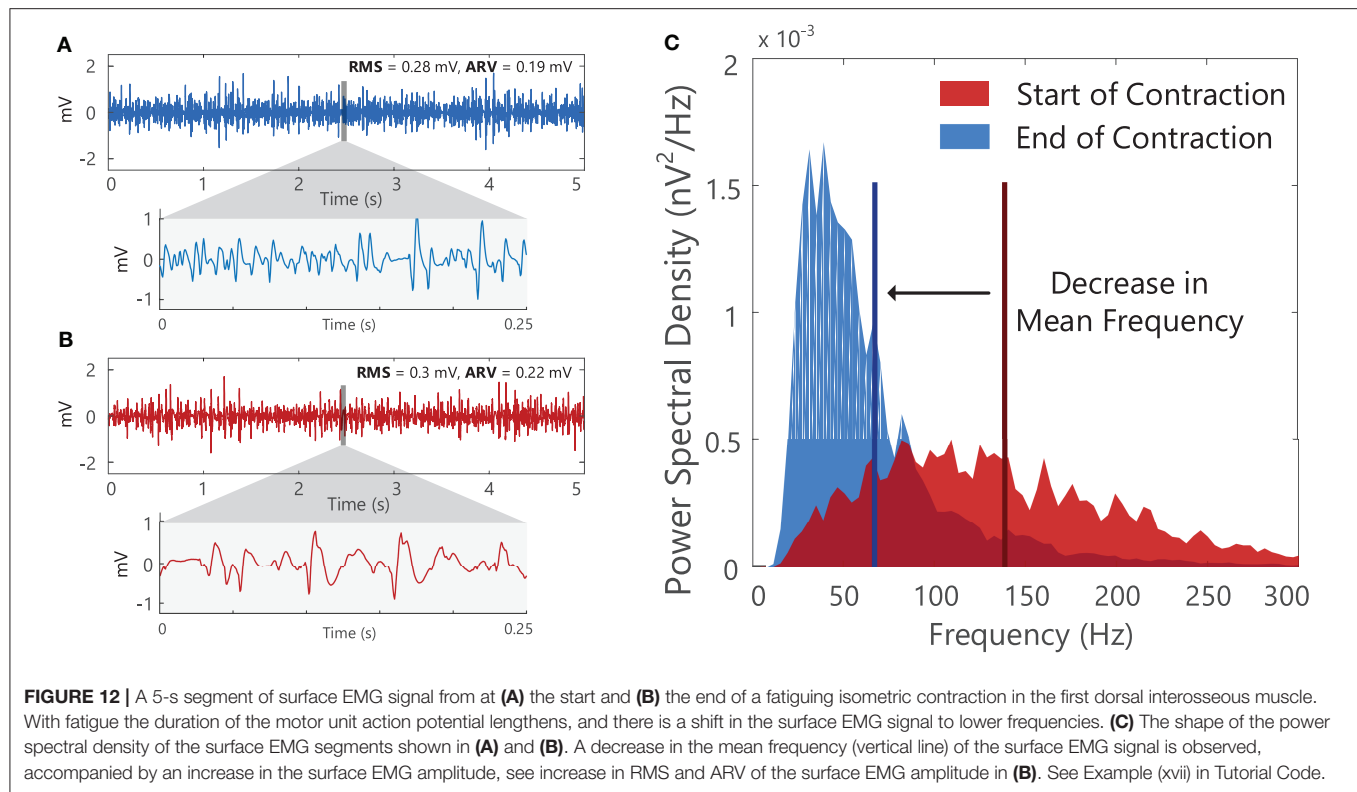 A
RMS = 0.28 mV, ARV = 0.19 mV
mV
2
0
-2
0 1 2 3 4 5
Time (s)
mV
1
0
-1
0 0.25
Time (s)
B
RMS = 0.3 mV, ARV = 0.22 mV
mV
2
0
-2
0 1 2 3 4 5
Time (s)
mV
1
0
-1
0 0.25
Time (s)
C
x 10-3
Power Spectral Density (nV²/Hz)
2
1.5
1
0.5
0
Start of Contraction
End of Contraction
Decrease in
Mean Frequency
0 50 100 150 200 250 300
Frequency (Hz)
FIGURE 12 | A 5-s segment of surface EMG signal from at (A) the start and (B) the end of a fatiguing isometric contraction in the first dorsal interosseous muscle.
With fatigue the duration of the motor unit action potential lengthens, and there is a shift in the surface EMG signal to lower frequencies. (C) The shape of the power
spectral density of the surface EMG segments shown in (A) and (B). A decrease in the mean frequency (vertical line) of the surface EMG signal is observed,
accompanied by an increase in the surface EMG amplitude, see increase in RMS and ARV of the surface EMG amplitude in (B). See Example (xvii) in Tutorial Code.